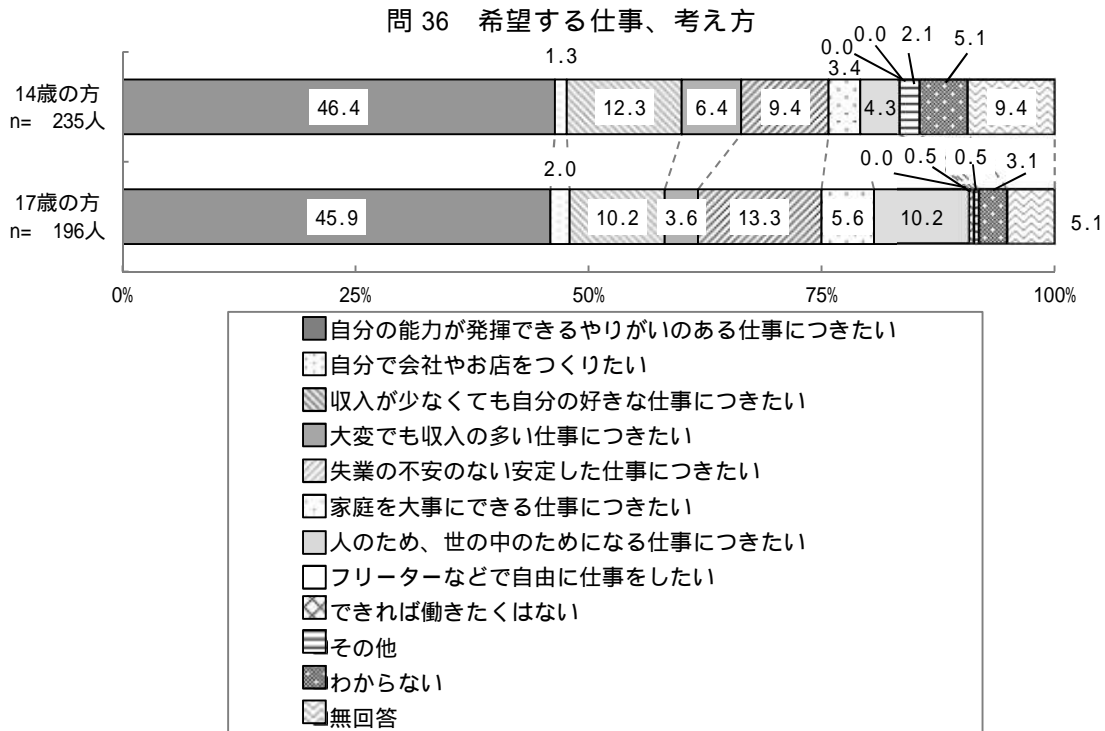 問 36 希望する仕事、考え方
0.0
0.0
2.1
5.1
1.3
3.4
14歳の方
n= 235人
46.4
12.3
6.4
9.4
4.3
9.4
2.0
0.0
0.5
0.5
3.1
17歳の方
n= 196人
45.9
10.2
3.6
13.3
5.6
10.2
5.1
0%
25%
50%
75%
100%
自分の能力が発揮できるやりがいのある仕事につきたい
自分で会社やお店をつくりたい
収入が少なくても自分の好きな仕事につきたい
大変でも収入の多い仕事につきたい
失業の不安のない安定した仕事につきたい
家庭を大事にできる仕事につきたい
人のため、世の中のためになる仕事につきたい
フリーターなどで自由に仕事をしたい
できれば働きたくはない
その他
わからない
無回答